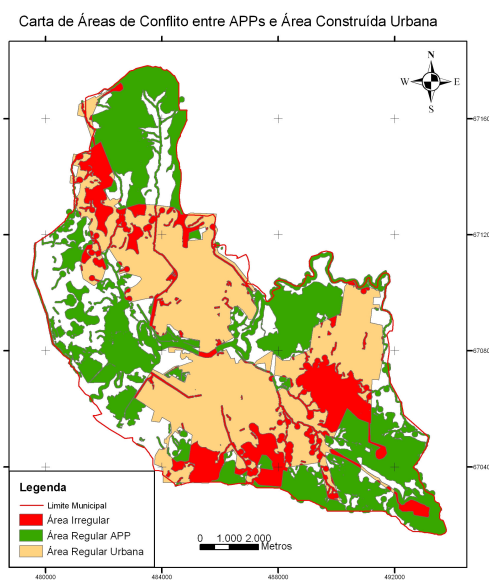 Carta de Áreas de Conflito entre APPs e Área Construída Urbana
N
W E
S
Legenda
Limite Municipal
Área Irregular
Área Regular APP
Área Regular Urbana
0 1.000 2.000
Metros
480000 484000 488000 492000